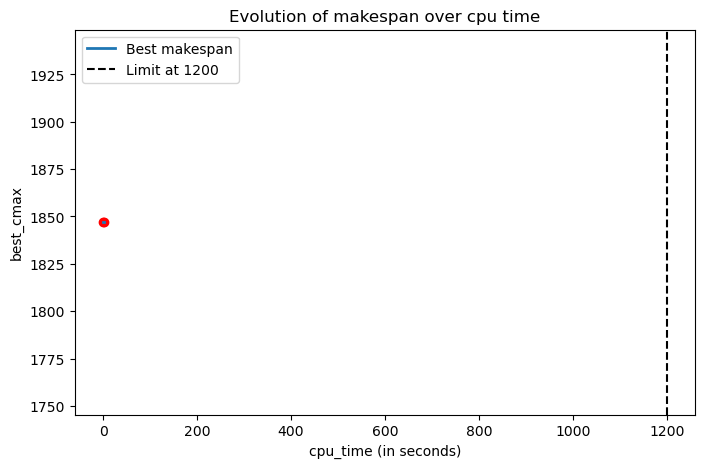 Evolution of makespan over cpu time
Best makespan
Limit at 1200
1925
1900
1875
1850
1825
1800
1775
1750
best_cmax
0 200 400 600 800 1000 1200
cpu_time (in seconds)